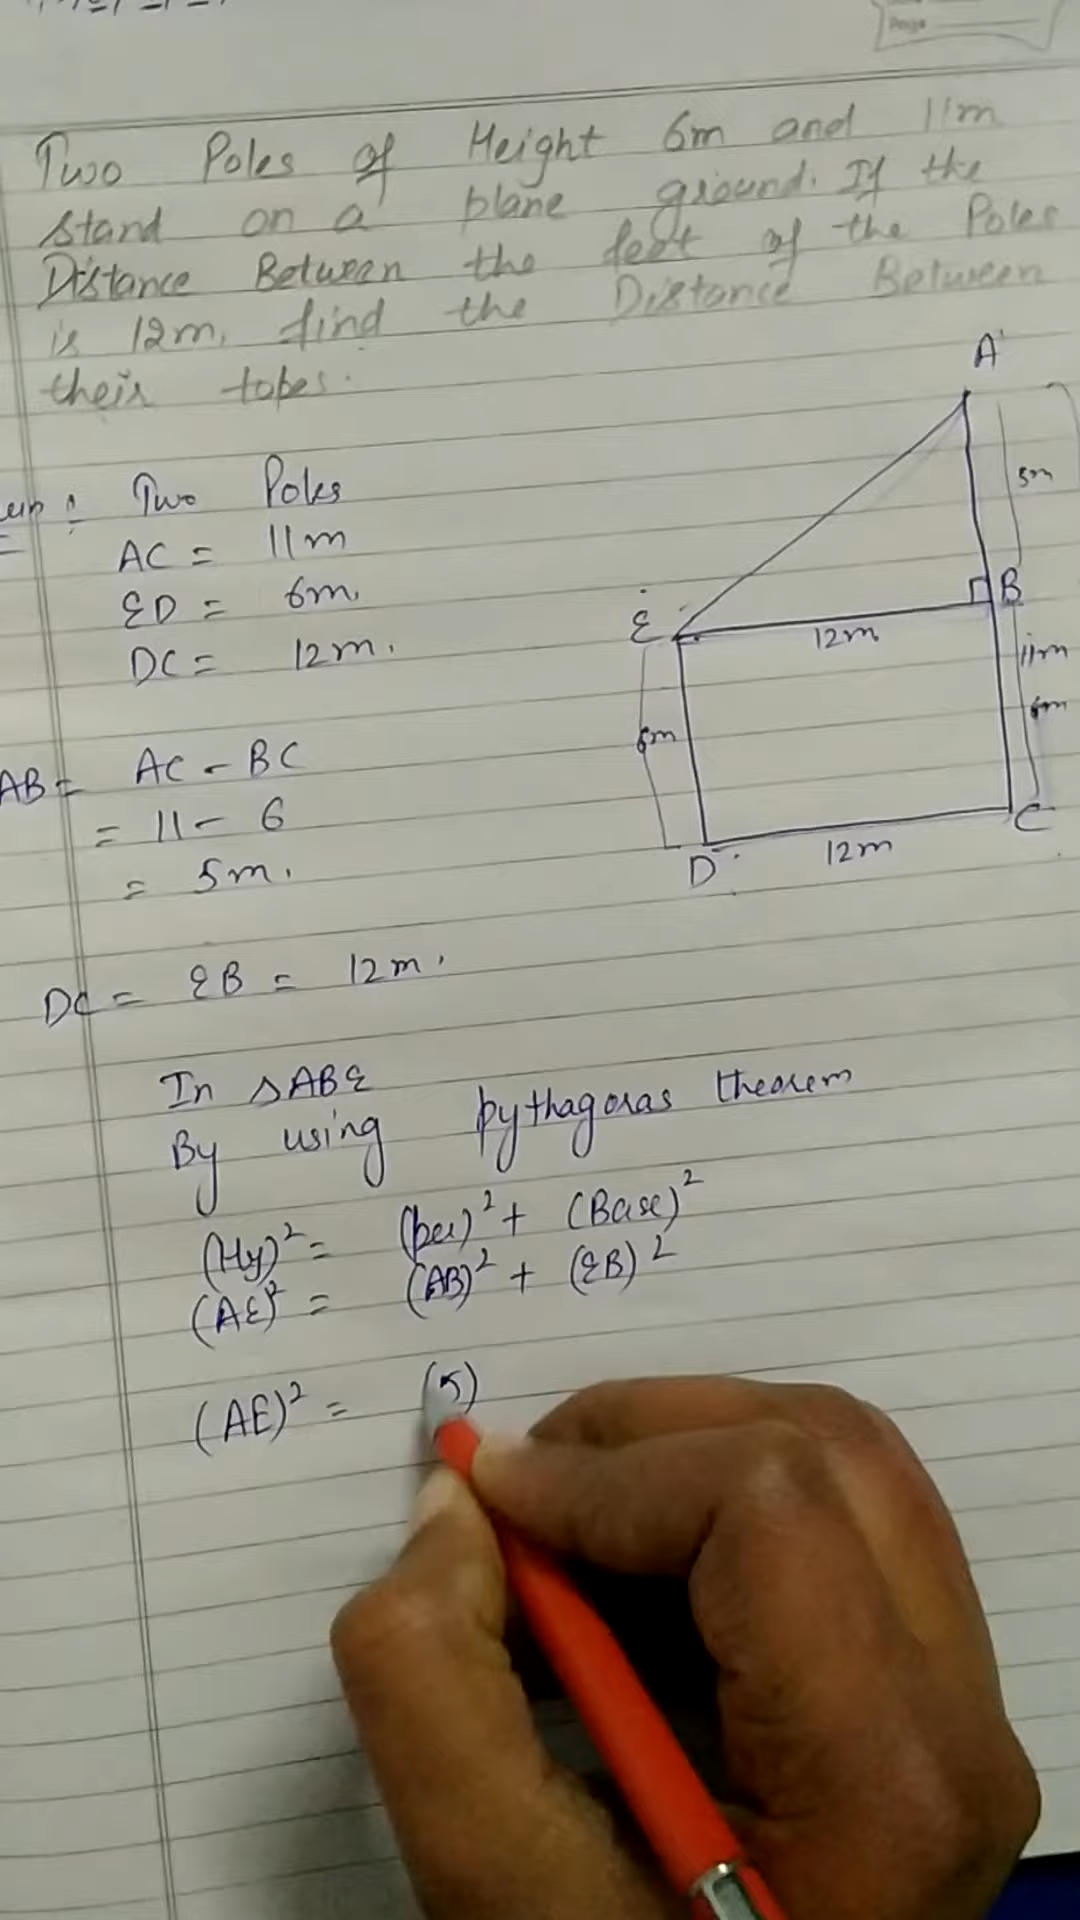 Page
Two Poles of Height 6m and 11m
stand on a plane ground. If the
Distance Between the feet of the Poles
is 12m, find the Distance Between
their topes.
Two Poles
AC = 11m
ED = 6m.
DC = 12m.
AB = AC - BC
= 11 - 6
= 5m.
DC = EB = 12m.
In △ABE
By using pythagoras theorem
(Hy)² = (per)² + (Base)²
(AE)² = (AB)² + (EB)²
(AE)² = (5)
A
5m
B
E
12m
11m
6m
6m
C
D
12m